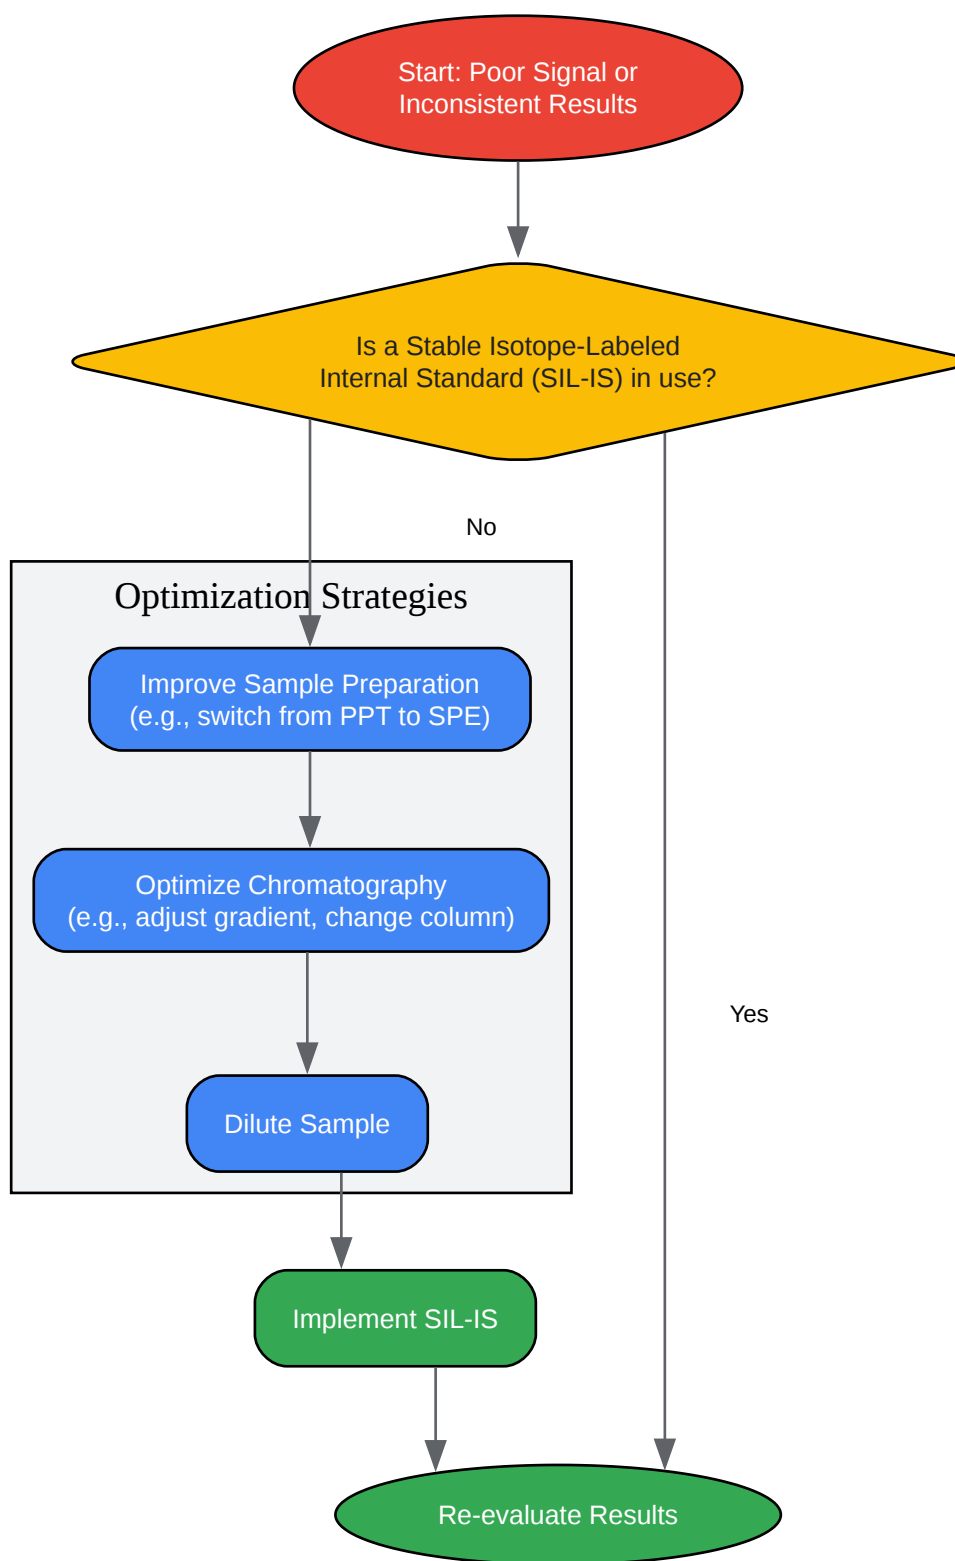 Start: Poor Signal or
Inconsistent Results
Is a Stable Isotope-Labeled
Internal Standard (SIL-IS) in use?
No
Optimization Strategies
Improve Sample Preparation
(e.g., switch from PPT to SPE)
Optimize Chromatography
(e.g., adjust gradient, change column)
Yes
Dilute Sample
Implement SIL-IS
Re-evaluate Results